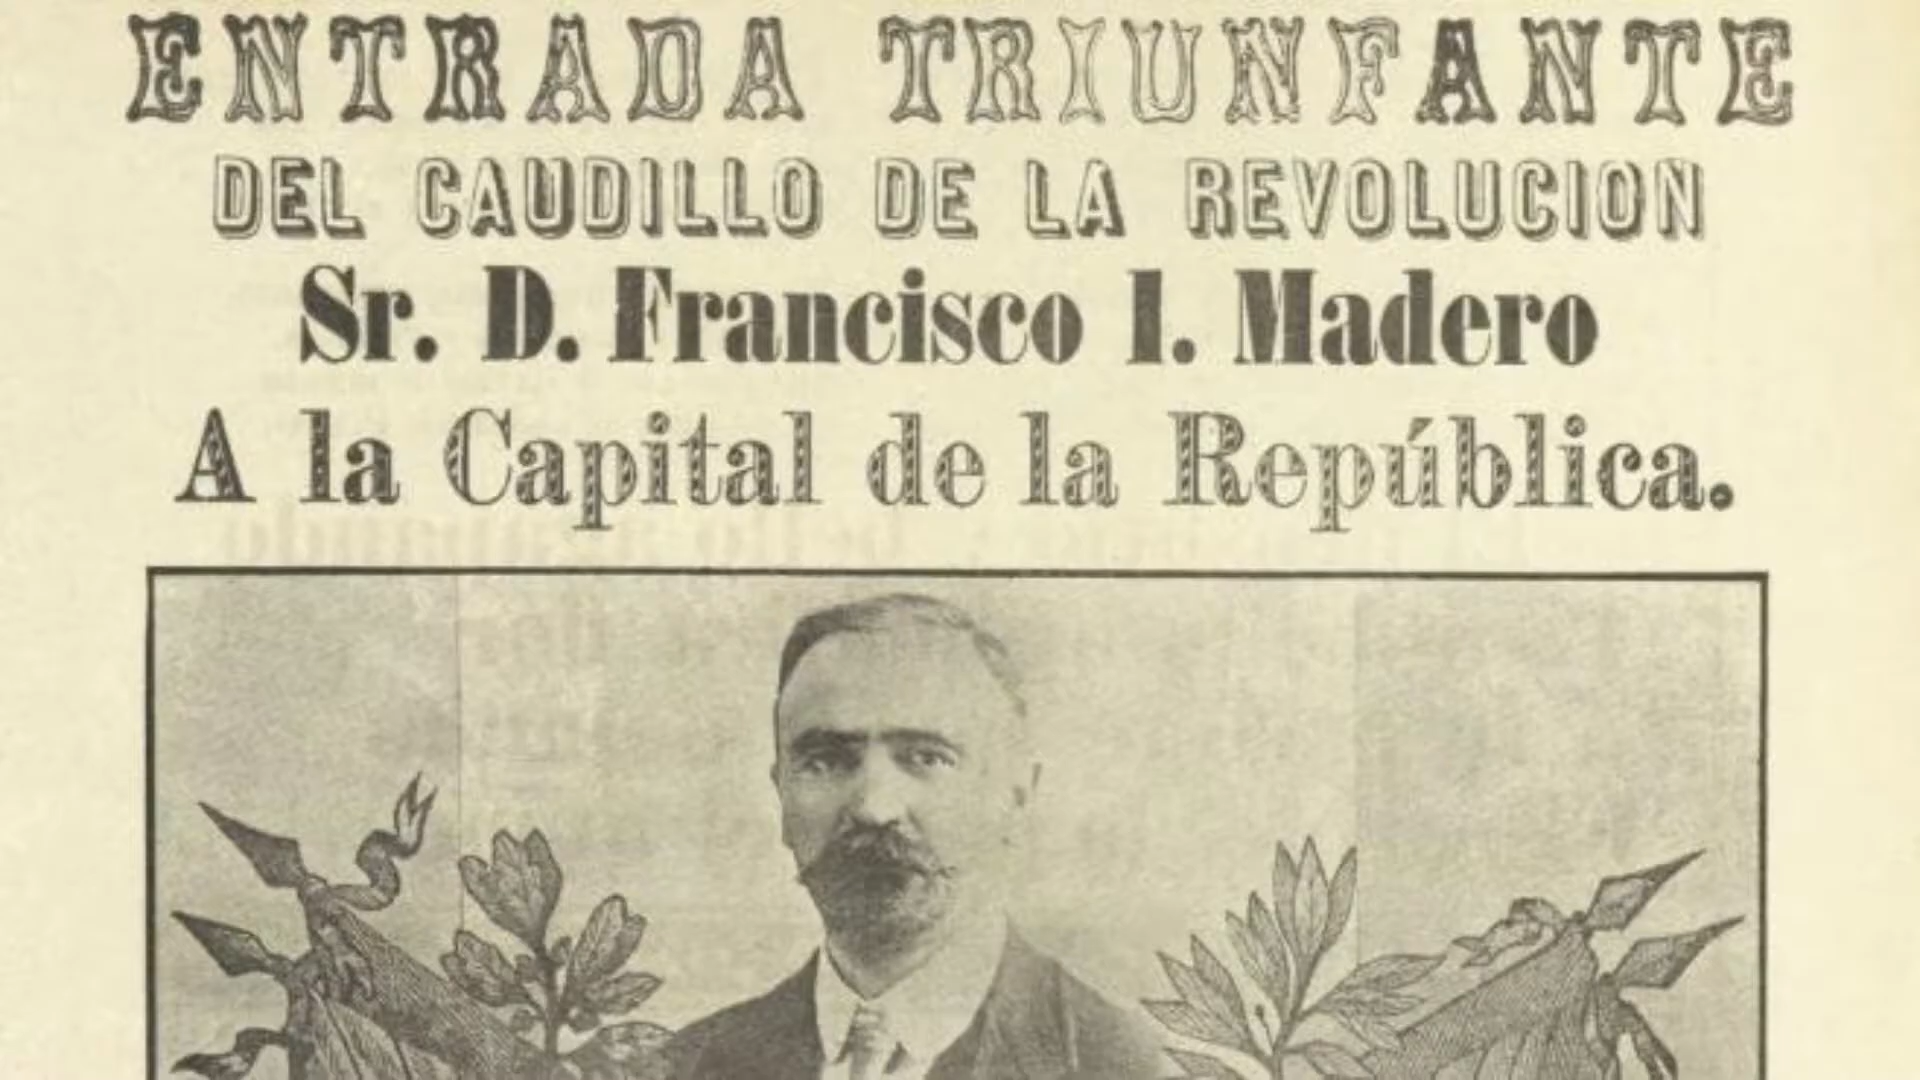 ENTRADA TRIUNFANTE
DEL CAUDILLO DE LA REVOLUCION
Sr. D. Francisco I. Madero
A la Capital de la República.